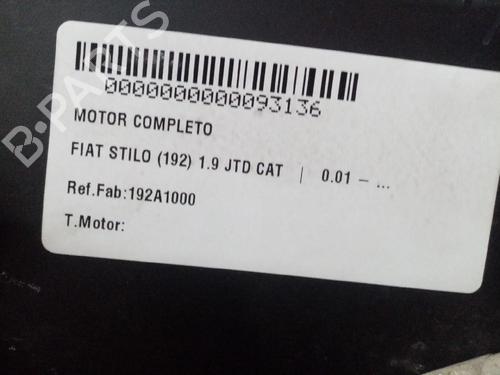 B-PARTS
0000000000093136
MOTOR COMPLETO
FIAT STILO (192) 1.9 JTD CAT | 0.01 – ...
Ref.Fab:192A1000
T.Motor: